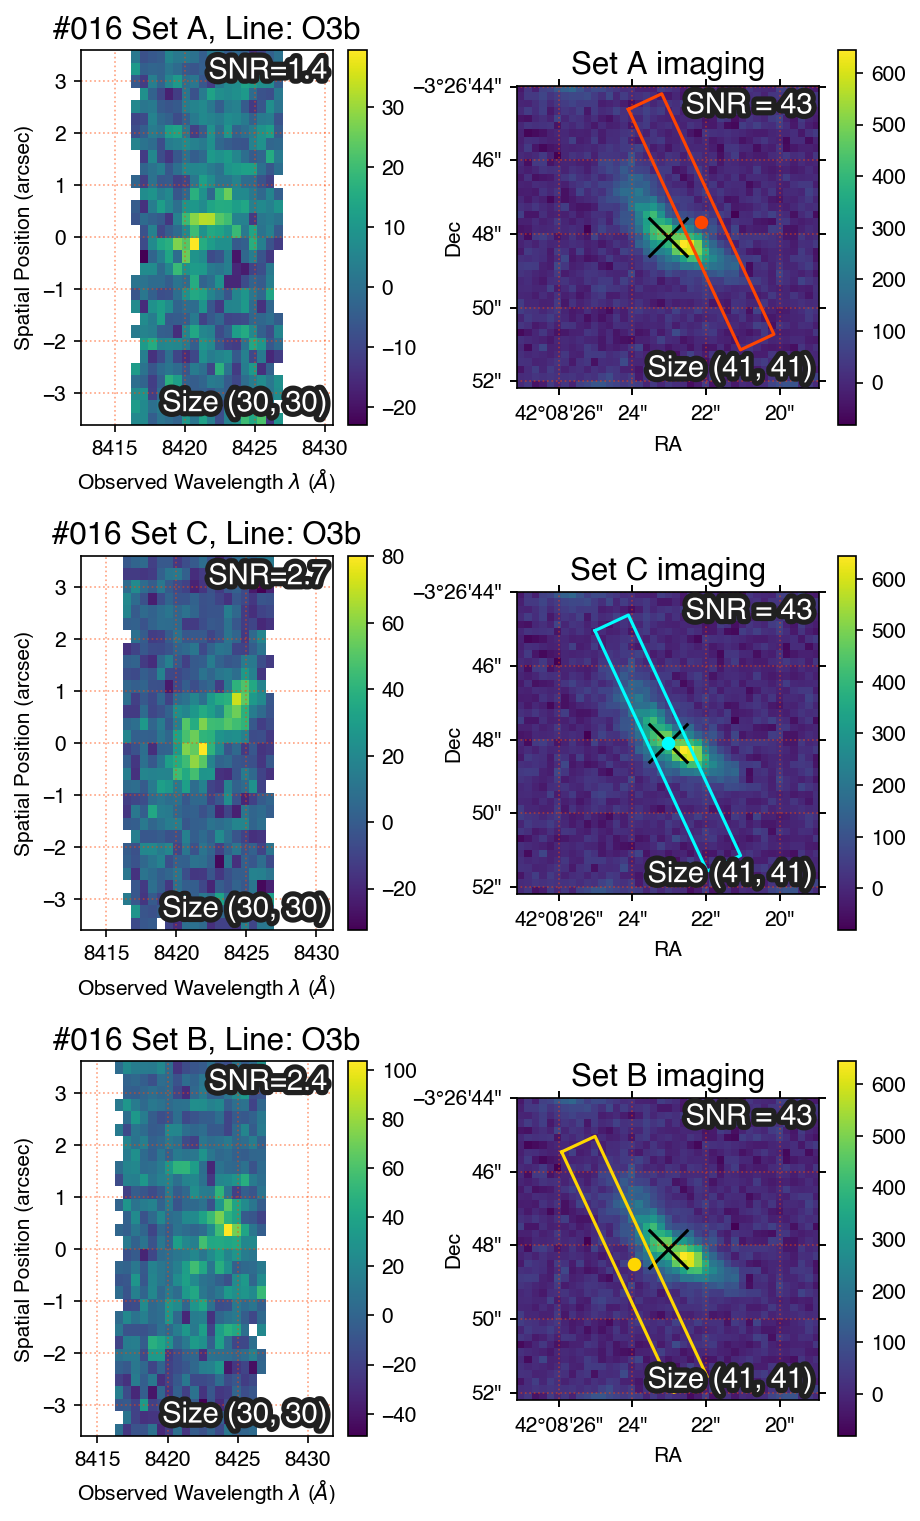 #016 Set A, Line: O3b
SNR=1.4
Size (30, 30)
3
2
1
0
−1
−2
−3
Spatial Position (arcsec)
8415 8420 8425 8430
Observed Wavelength λ (Å)
30
20
10
0
−10
−20
Set A imaging
SNR = 43
Size (41, 41)
−3°26'44"
46"
48"
50"
52"
Dec
42°08'26" 24" 22" 20"
RA
600
500
400
300
200
100
0
#016 Set C, Line: O3b
SNR=2.7
Size (30, 30)
3
2
1
0
−1
−2
−3
Spatial Position (arcsec)
8415 8420 8425 8430
Observed Wavelength λ (Å)
80
60
40
20
0
−20
Set C imaging
SNR = 43
Size (41, 41)
−3°26'44"
46"
48"
50"
52"
Dec
42°08'26" 24" 22" 20"
RA
600
500
400
300
200
100
0
#016 Set B, Line: O3b
SNR=2.4
Size (30, 30)
3
2
1
0
−1
−2
−3
Spatial Position (arcsec)
8415 8420 8425 8430
Observed Wavelength λ (Å)
100
80
60
40
20
0
−20
−40
Set B imaging
SNR = 43
Size (41, 41)
−3°26'44"
46"
48"
50"
52"
Dec
42°08'26" 24" 22" 20"
RA
600
500
400
300
200
100
0